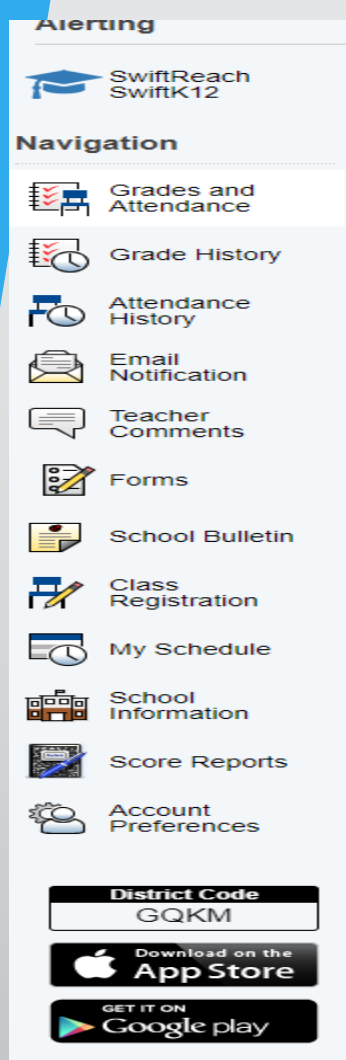 Alerting
SwiftReach
SwiftK12
Navigation
Grades and
Attendance
Grade History
Attendance
History
Email
Notification
Teacher
Comments
Forms
School Bulletin
Class
Registration
My Schedule
School
Information
Score Reports
Account
Preferences
District Code
GQKM
Download on the
App Store
GET IT ON
Google play